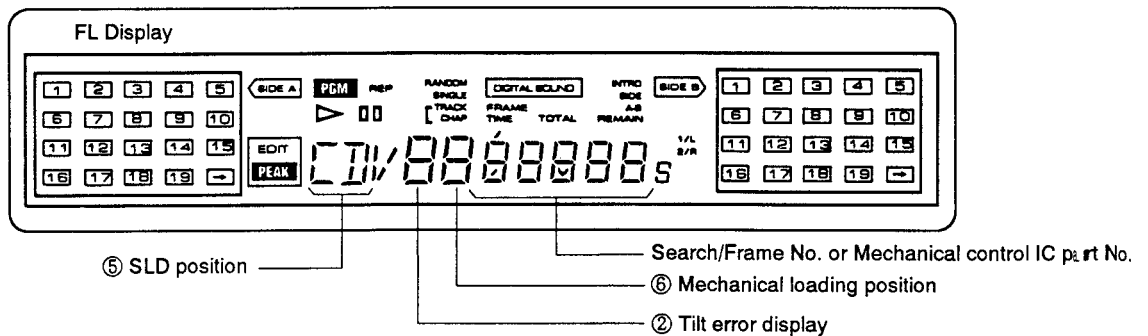 FL Display
1 2 3 4 5 SIDE A PGM REP RANDOM DIGITAL SOUND INTRO SIDE B 1 2 3 4 5
SINGLE SIDE
6 7 8 9 10 TRACK FRAME A-B 6 7 8 9 10
CHAP TIME TOTAL REMAIN
11 12 13 14 15 EDIT CDV 88 88888 s 1/L 11 12 13 14 15
2/R
16 17 18 19 → PEAK 16 17 18 19 →
Search/Frame No. or Mechanical control IC part No.
⑤ SLD position
⑥ Mechanical loading position
② Tilt error display